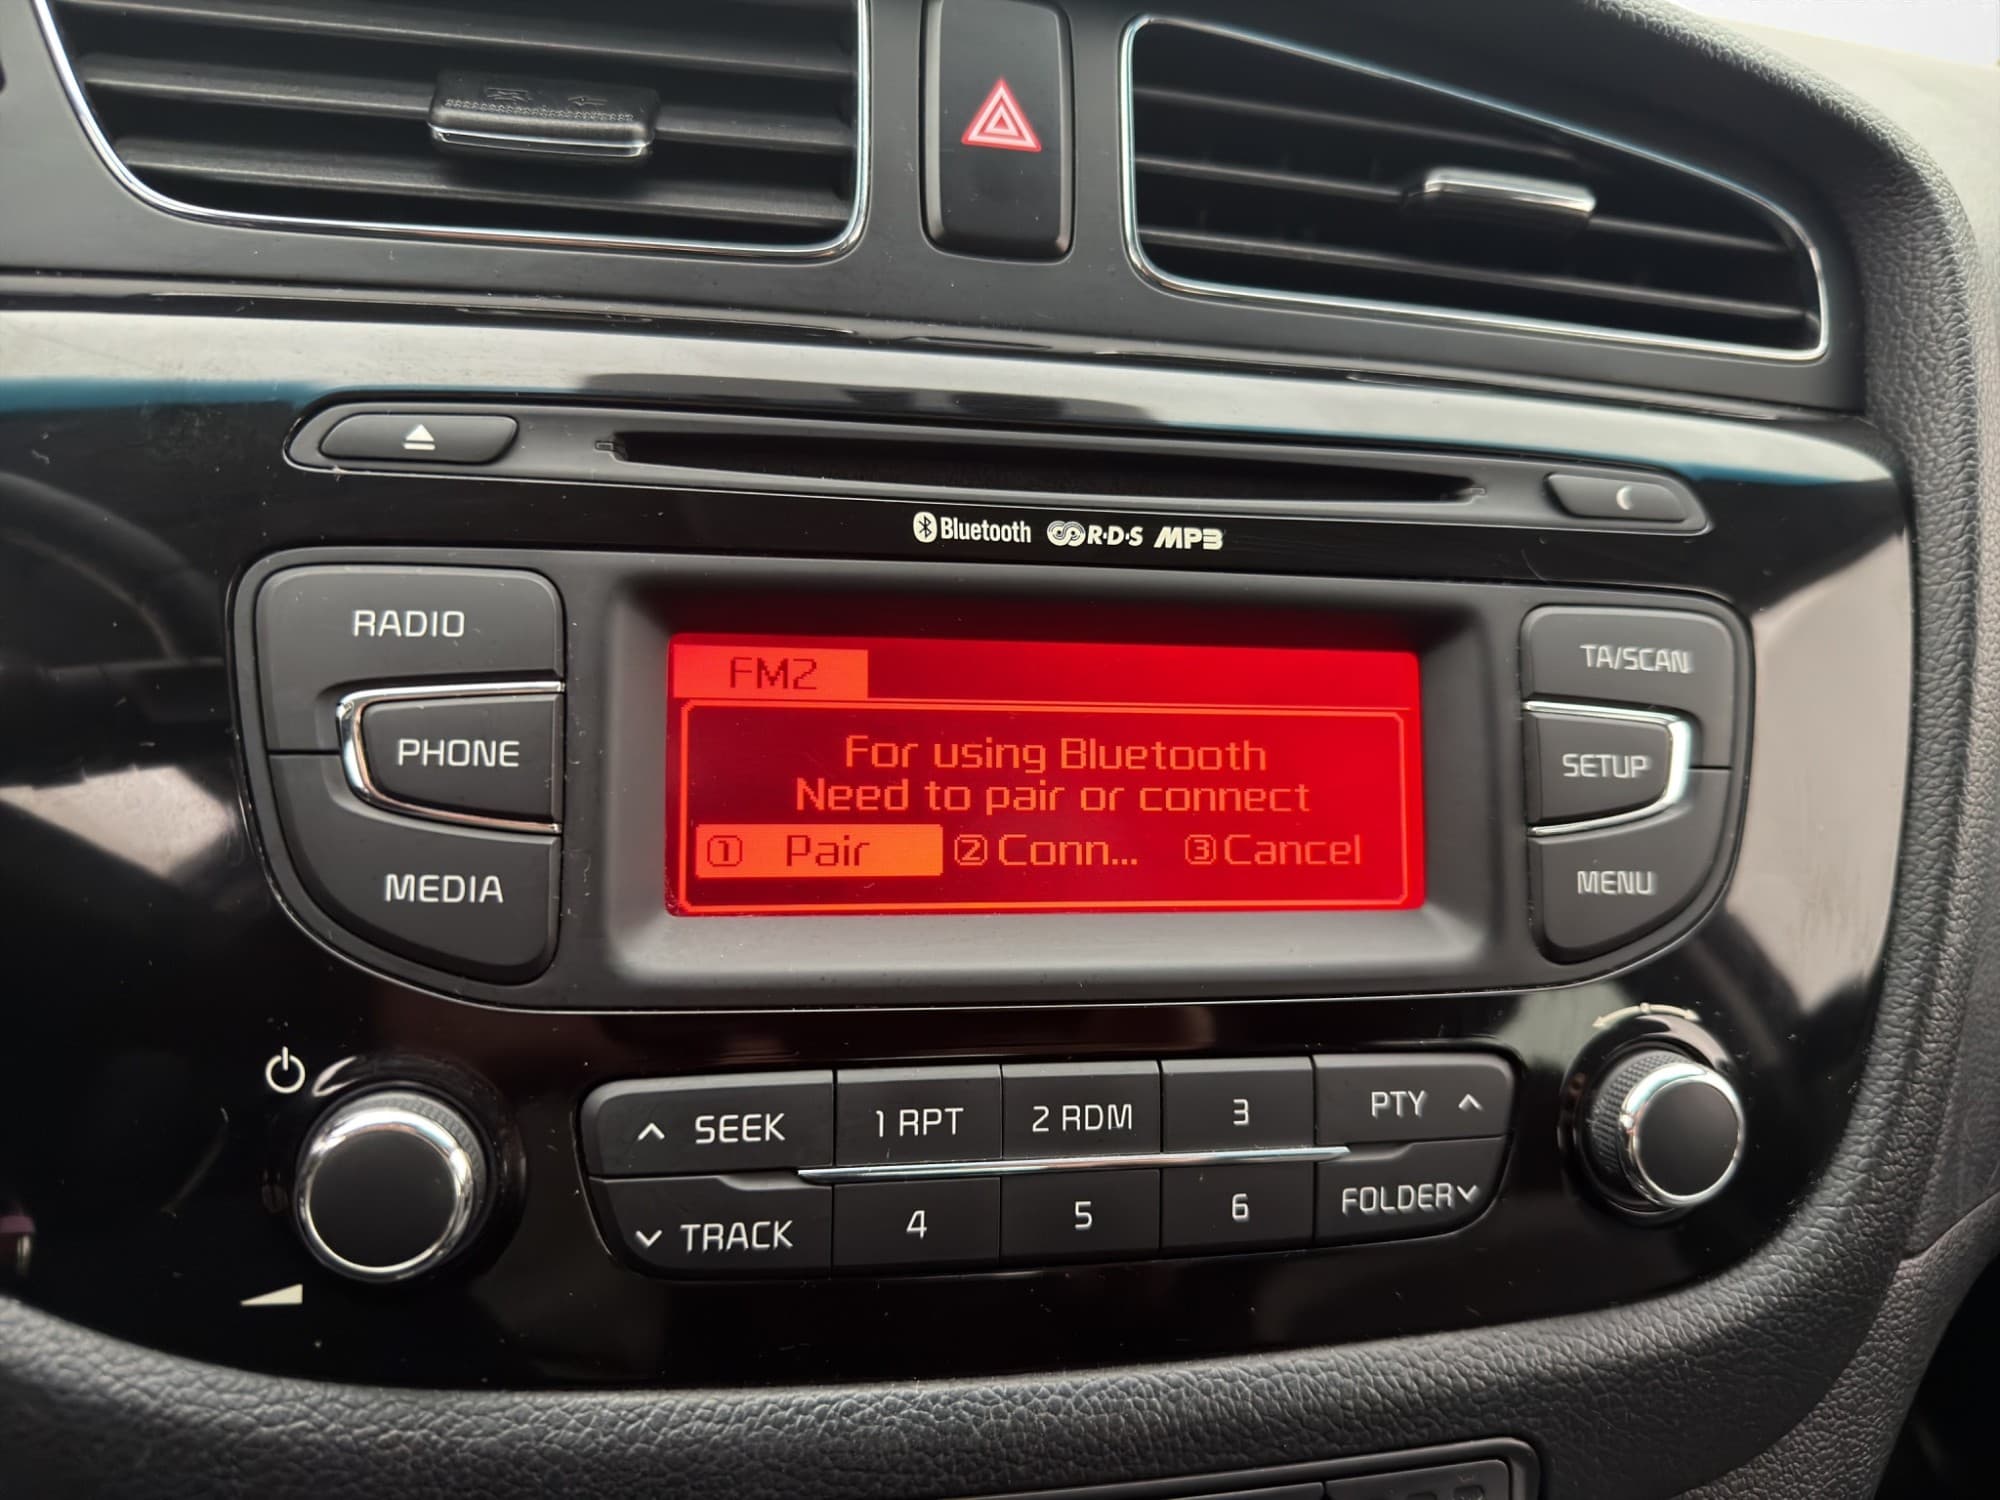 Bluetooth R·D·S MP3
RADIO
PHONE
MEDIA
FM2
For using Bluetooth
Need to pair or connect
① Pair ② Conn... ③ Cancel
TA/SCAN
SETUP
MENU
SEEK
1 RPT
2 RDM
3
PTY
TRACK
4
5
6
FOLDER